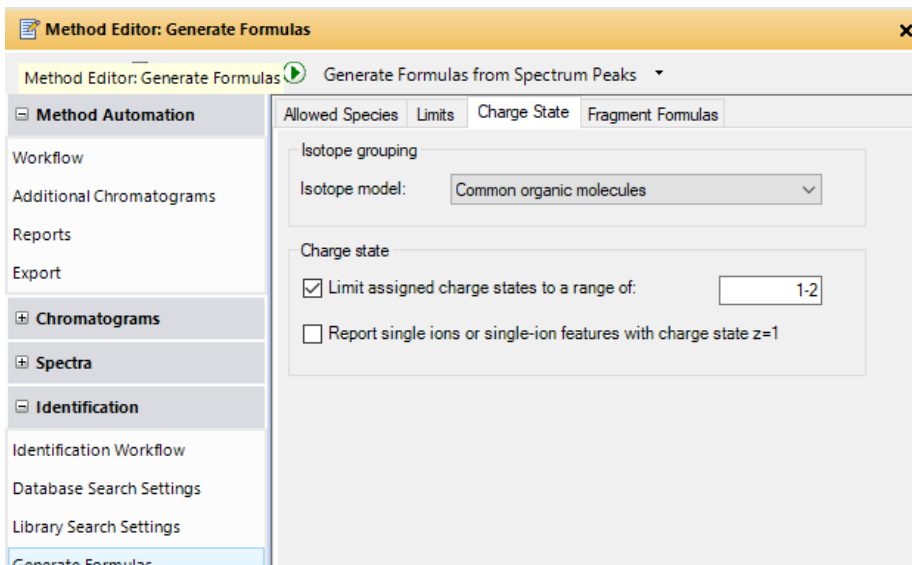 Method Editor: Generate Formulas
Method Editor: Generate Formulas
Generate Formulas from Spectrum Peaks
Method Automation
Workflow
Additional Chromatograms
Reports
Export
Chromatograms
Spectra
Identification
Identification Workflow
Database Search Settings
Library Search Settings
Generate Formulas
Allowed Species Limits Charge State Fragment Formulas
Isotope grouping
Isotope model: Common organic molecules
Charge state
Limit assigned charge states to a range of: 1-2
Report single ions or single-ion features with charge state z=1